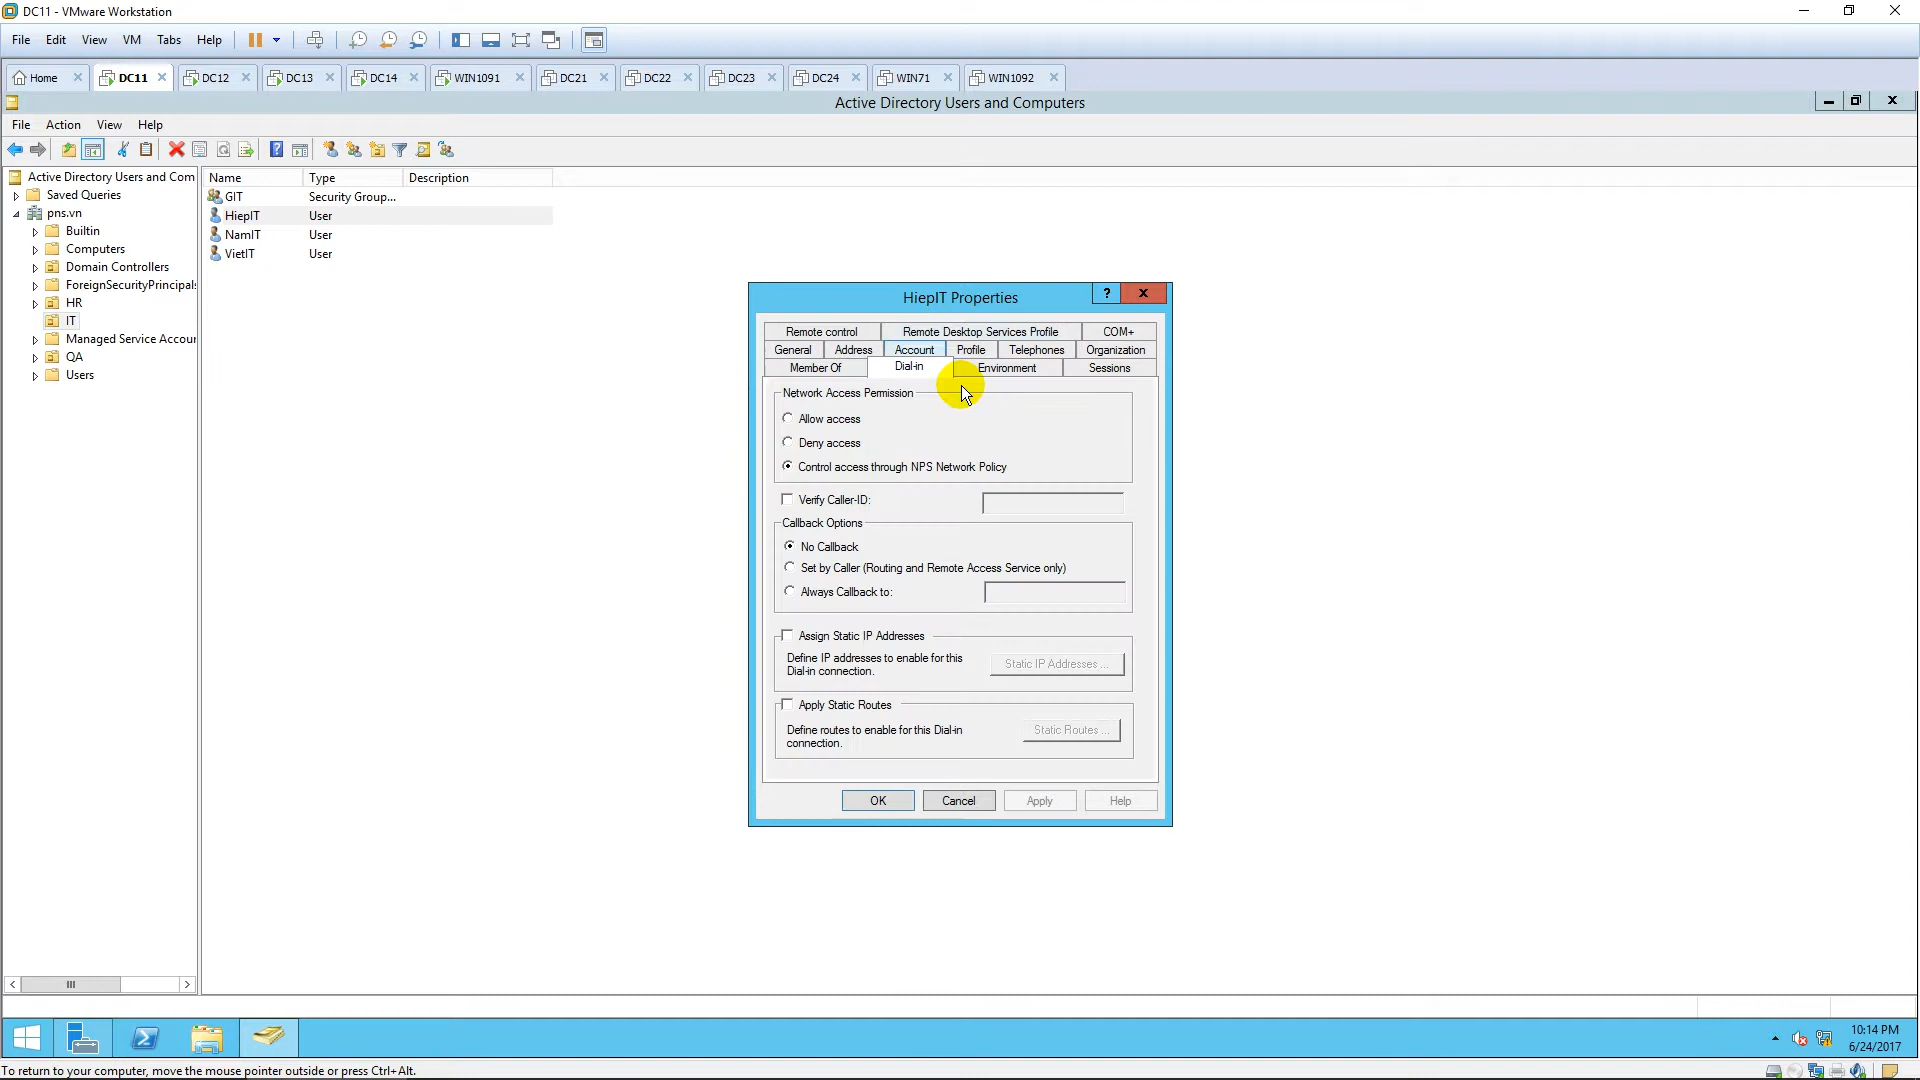 DC11 - VMware Workstation
File Edit View VM Tabs Help
Home DC11 DC12 DC13 DC14 WIN1091 DC21 DC22 DC23 DC24 WIN71 WIN1092
Active Directory Users and Computers
File Action View Help
Active Directory Users and Com
Saved Queries
pns.vn
Builtin
Computers
Domain Controllers
ForeignSecurityPrincipals
HR
IT
Managed Service Accour
QA
Users
Name Type Description
GIT Security Group...
HiepIT User
NamIT User
VietIT User
HiepIT Properties
Remote control Remote Desktop Services Profile COM+
General Address Account Profile Telephones Organization
Member Of Dial-in Environment Sessions
Network Access Permission
Allow access
Deny access
Control access through NPS Network Policy
Verify Caller-ID:
Callback Options
No Callback
Set by Caller (Routing and Remote Access Service only)
Always Callback to:
Assign Static IP Addresses
Define IP addresses to enable for this
Dial-in connection.
Static IP Addresses ...
Apply Static Routes
Define routes to enable for this Dial-in
connection.
Static Routes ...
OK Cancel Apply Help
10:14 PM
6/24/2017
To return to your computer, move the mouse pointer outside or press Ctrl+Alt.